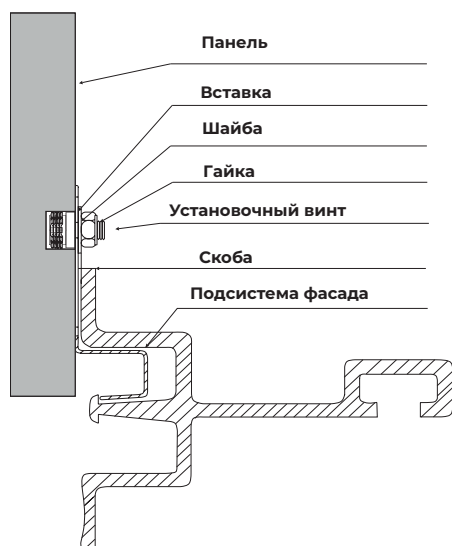 Панель
Вставка
Шайба
Гайка
Установочный винт
Скоба
Подсистема фасада